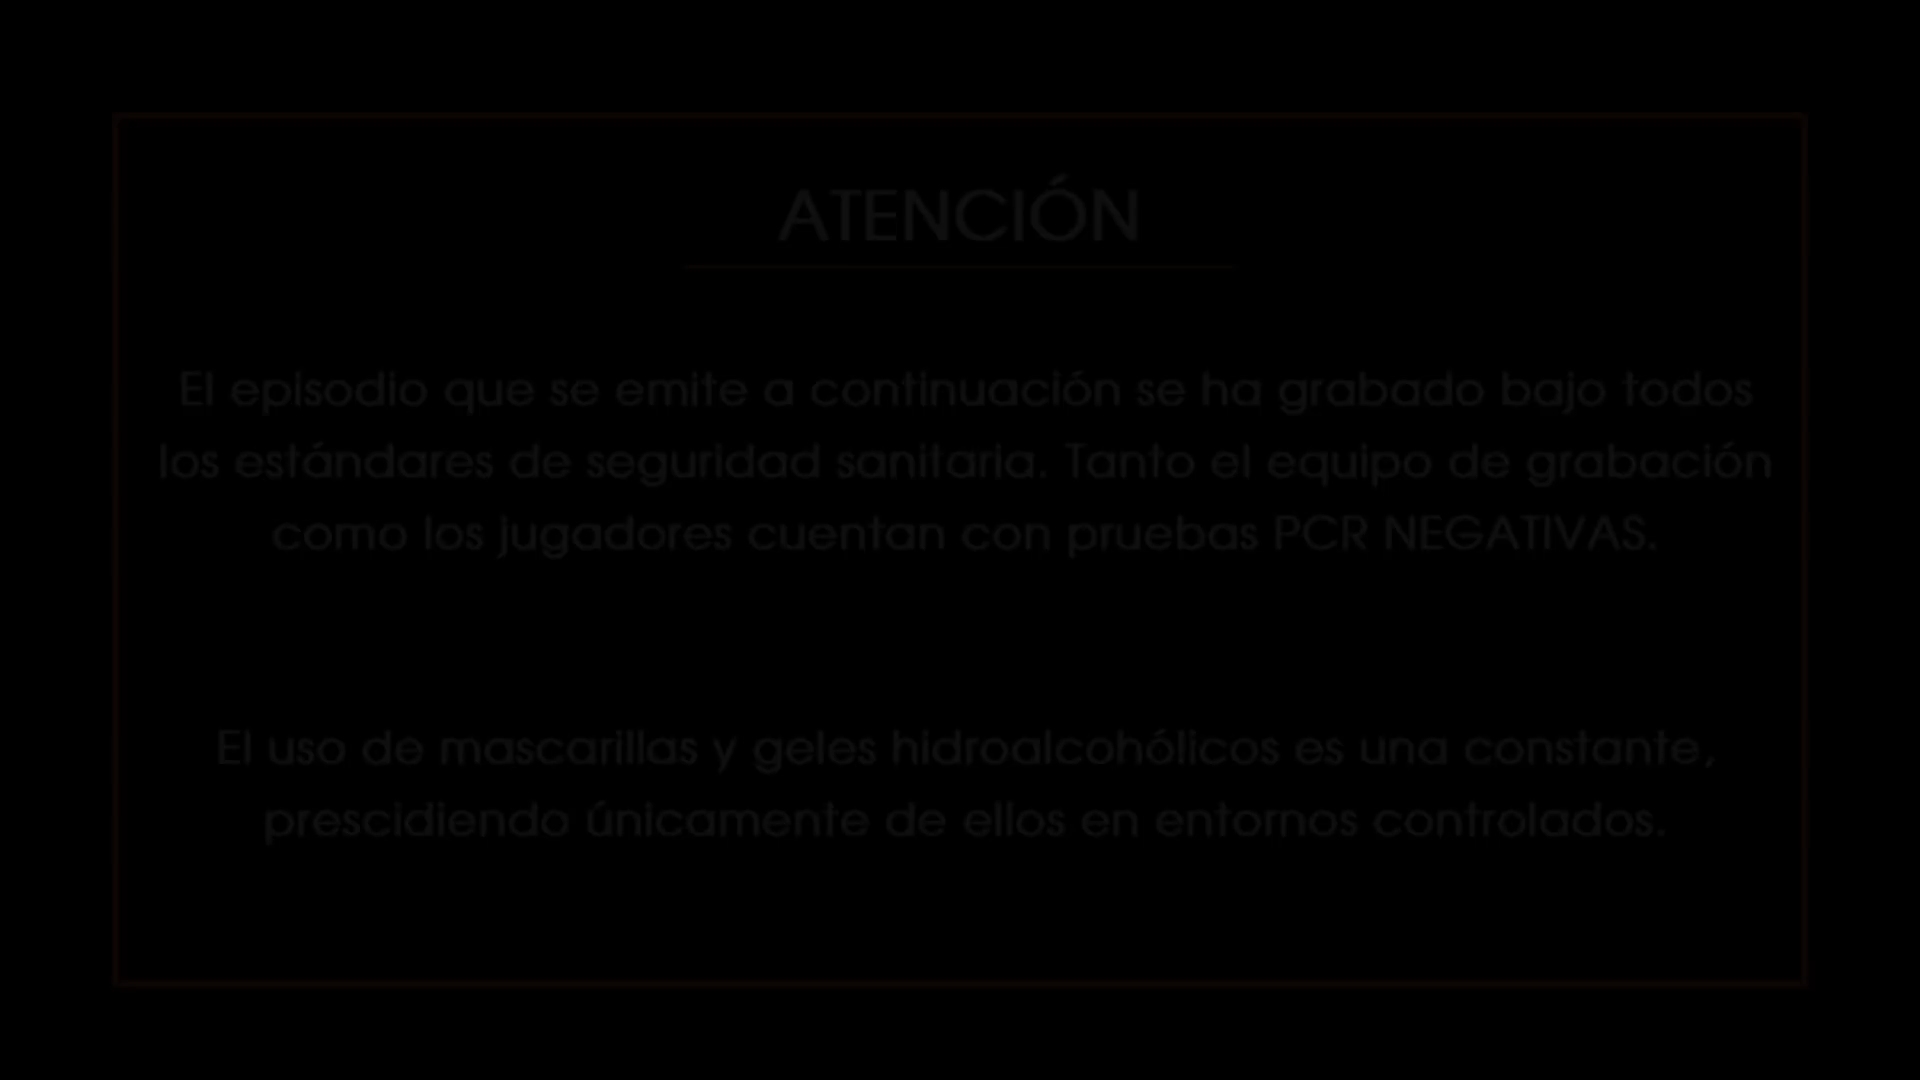 ATENCIÓN
El episodio que se emite a continuación se ha grabado bajo todos
los estándares de seguridad sanitaria. Tanto el equipo de grabación
como los jugadores cuentan con pruebas PCR NEGATIVAS.
El uso de mascarillas y geles hidroalcohólicos es una constante,
prescidiendo únicamente de ellos en entornos controlados.